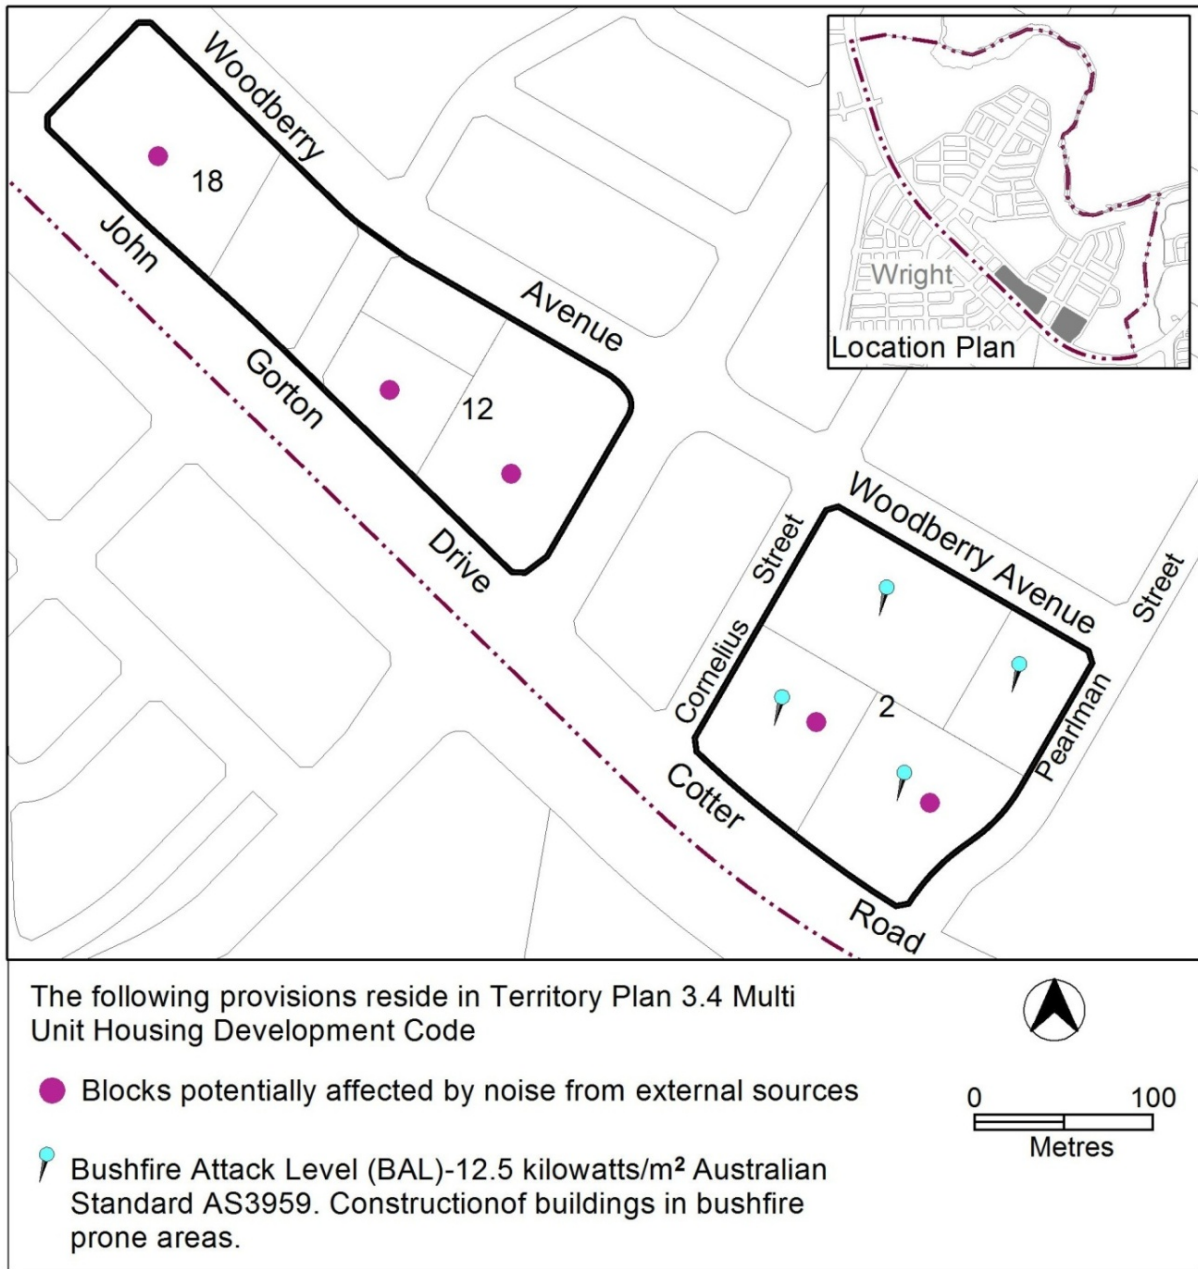 Woodberry
Avenue
18
John
Gorton
Drive
12
Wright
Location Plan
Woodberry Avenue
Street
Cornelius
Street
Pearlman
2
Cotter
Road
The following provisions reside in Territory Plan 3.4 Multi
Unit Housing Development Code
Blocks potentially affected by noise from external sources
Bushfire Attack Level (BAL)-12.5 kilowatts/m² Australian
Standard AS3959. Constructionof buildings in bushfire
prone areas.
0 100
Metres